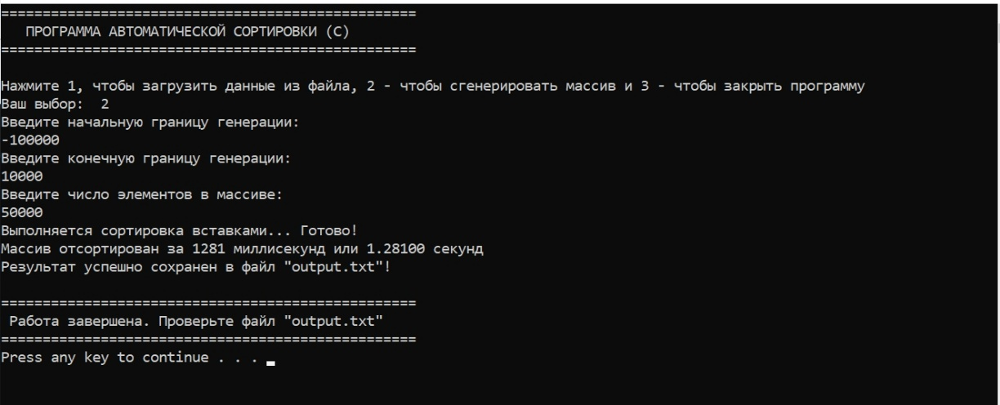 ==================================================
ПРОГРАММА АВТОМАТИЧЕСКОЙ СОРТИРОВКИ (C)
==================================================
Нажмите 1, чтобы загрузить данные из файла, 2 - чтобы сгенерировать массив и 3 - чтобы закрыть программу
Ваш выбор:  2
Введите начальную границу генерации:
-100000
Введите конечную границу генерации:
10000
Введите число элементов в массиве:
50000
Выполняется сортировка вставками... Готово!
Массив отсортирован за 1281 миллисекунд или 1.28100 секунд
Результат успешно сохранен в файл "output.txt"!
==================================================
Работа завершена. Проверьте файл "output.txt"
==================================================
Press any key to continue . . .